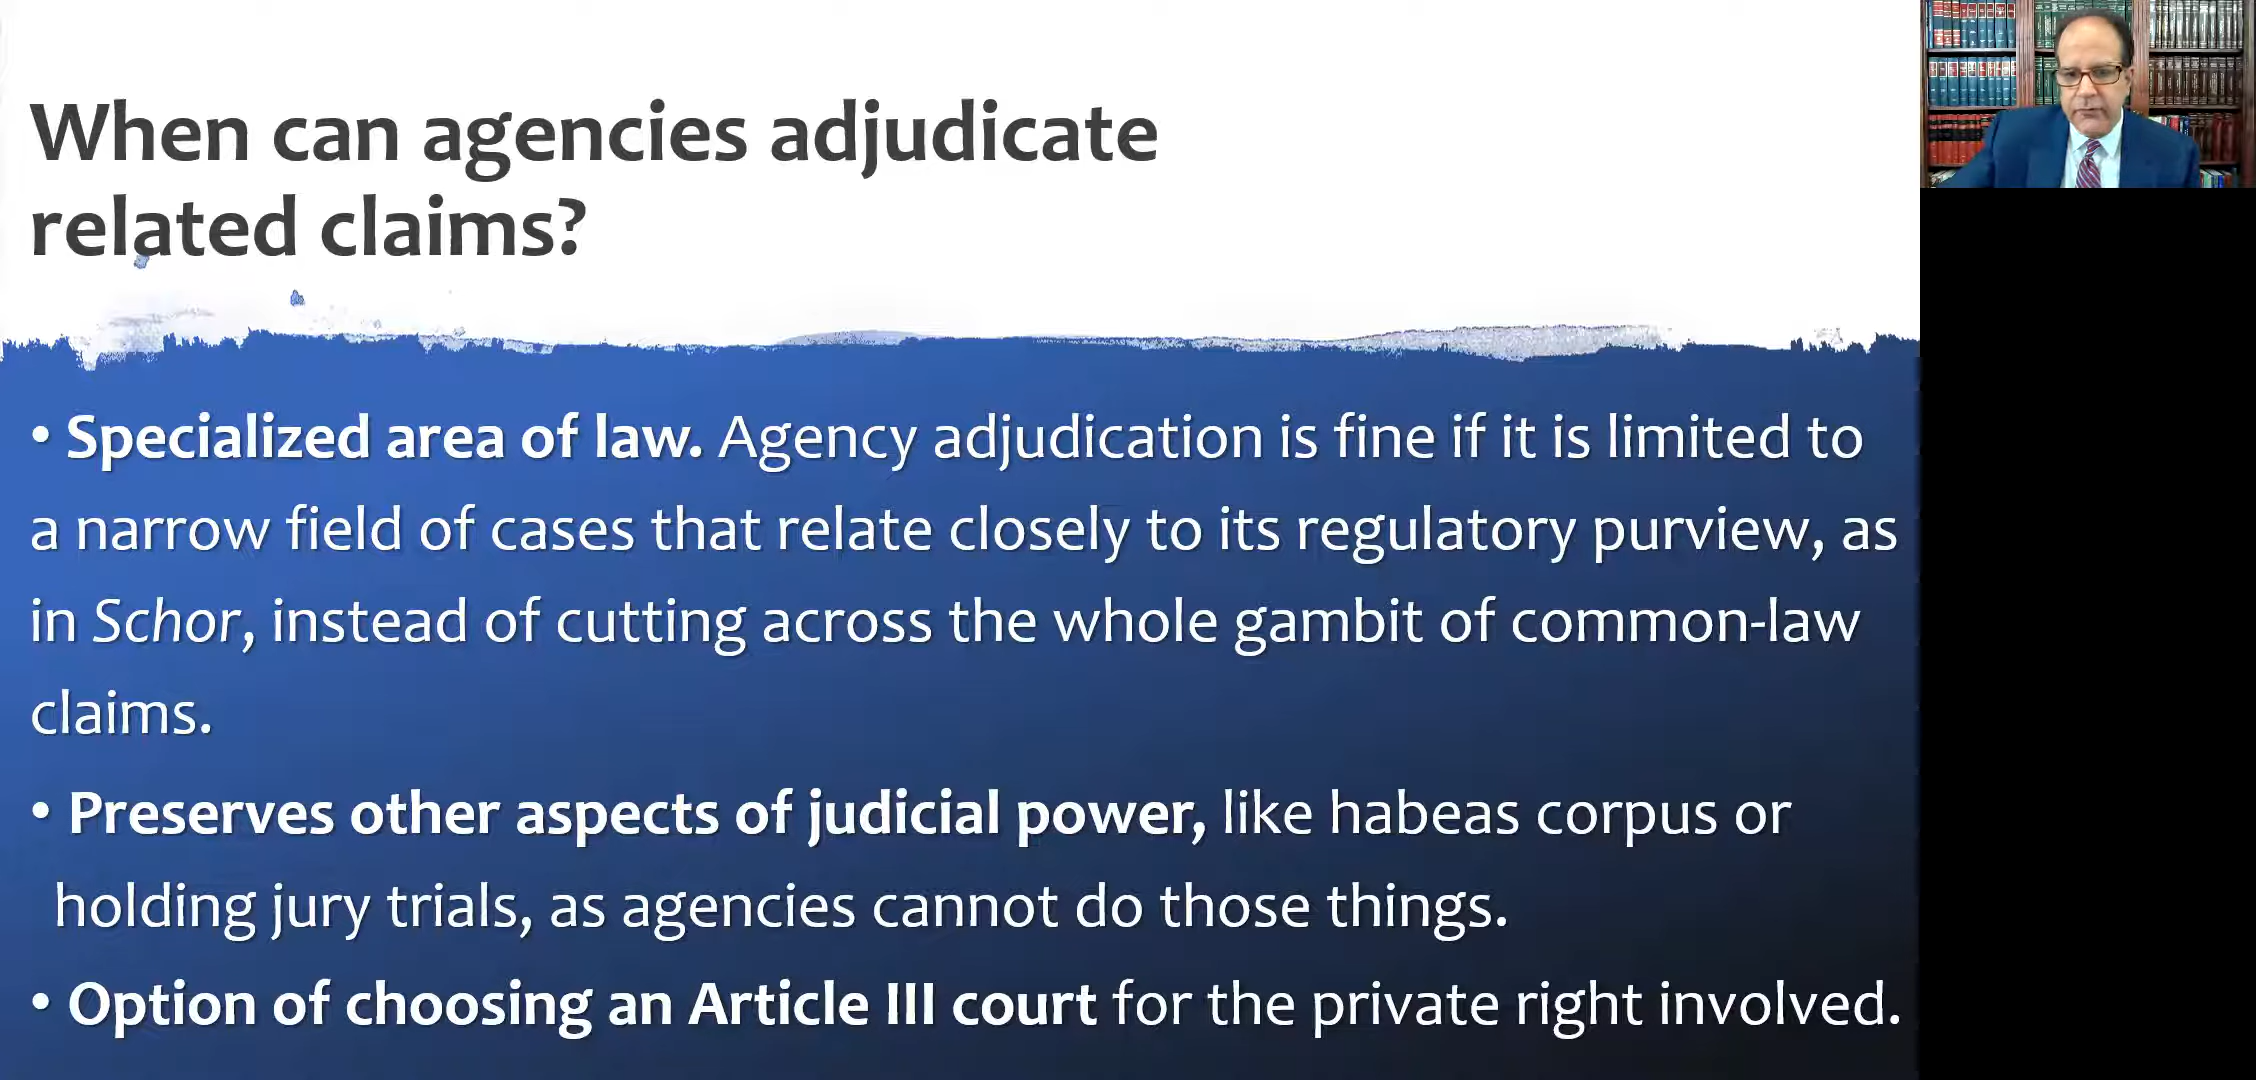 When can agencies adjudicate
related claims?
• Specialized area of law. Agency adjudication is fine if it is limited to
a narrow field of cases that relate closely to its regulatory purview, as
in Schor, instead of cutting across the whole gambit of common-law
claims.
• Preserves other aspects of judicial power, like habeas corpus or
holding jury trials, as agencies cannot do those things.
• Option of choosing an Article III court for the private right involved.